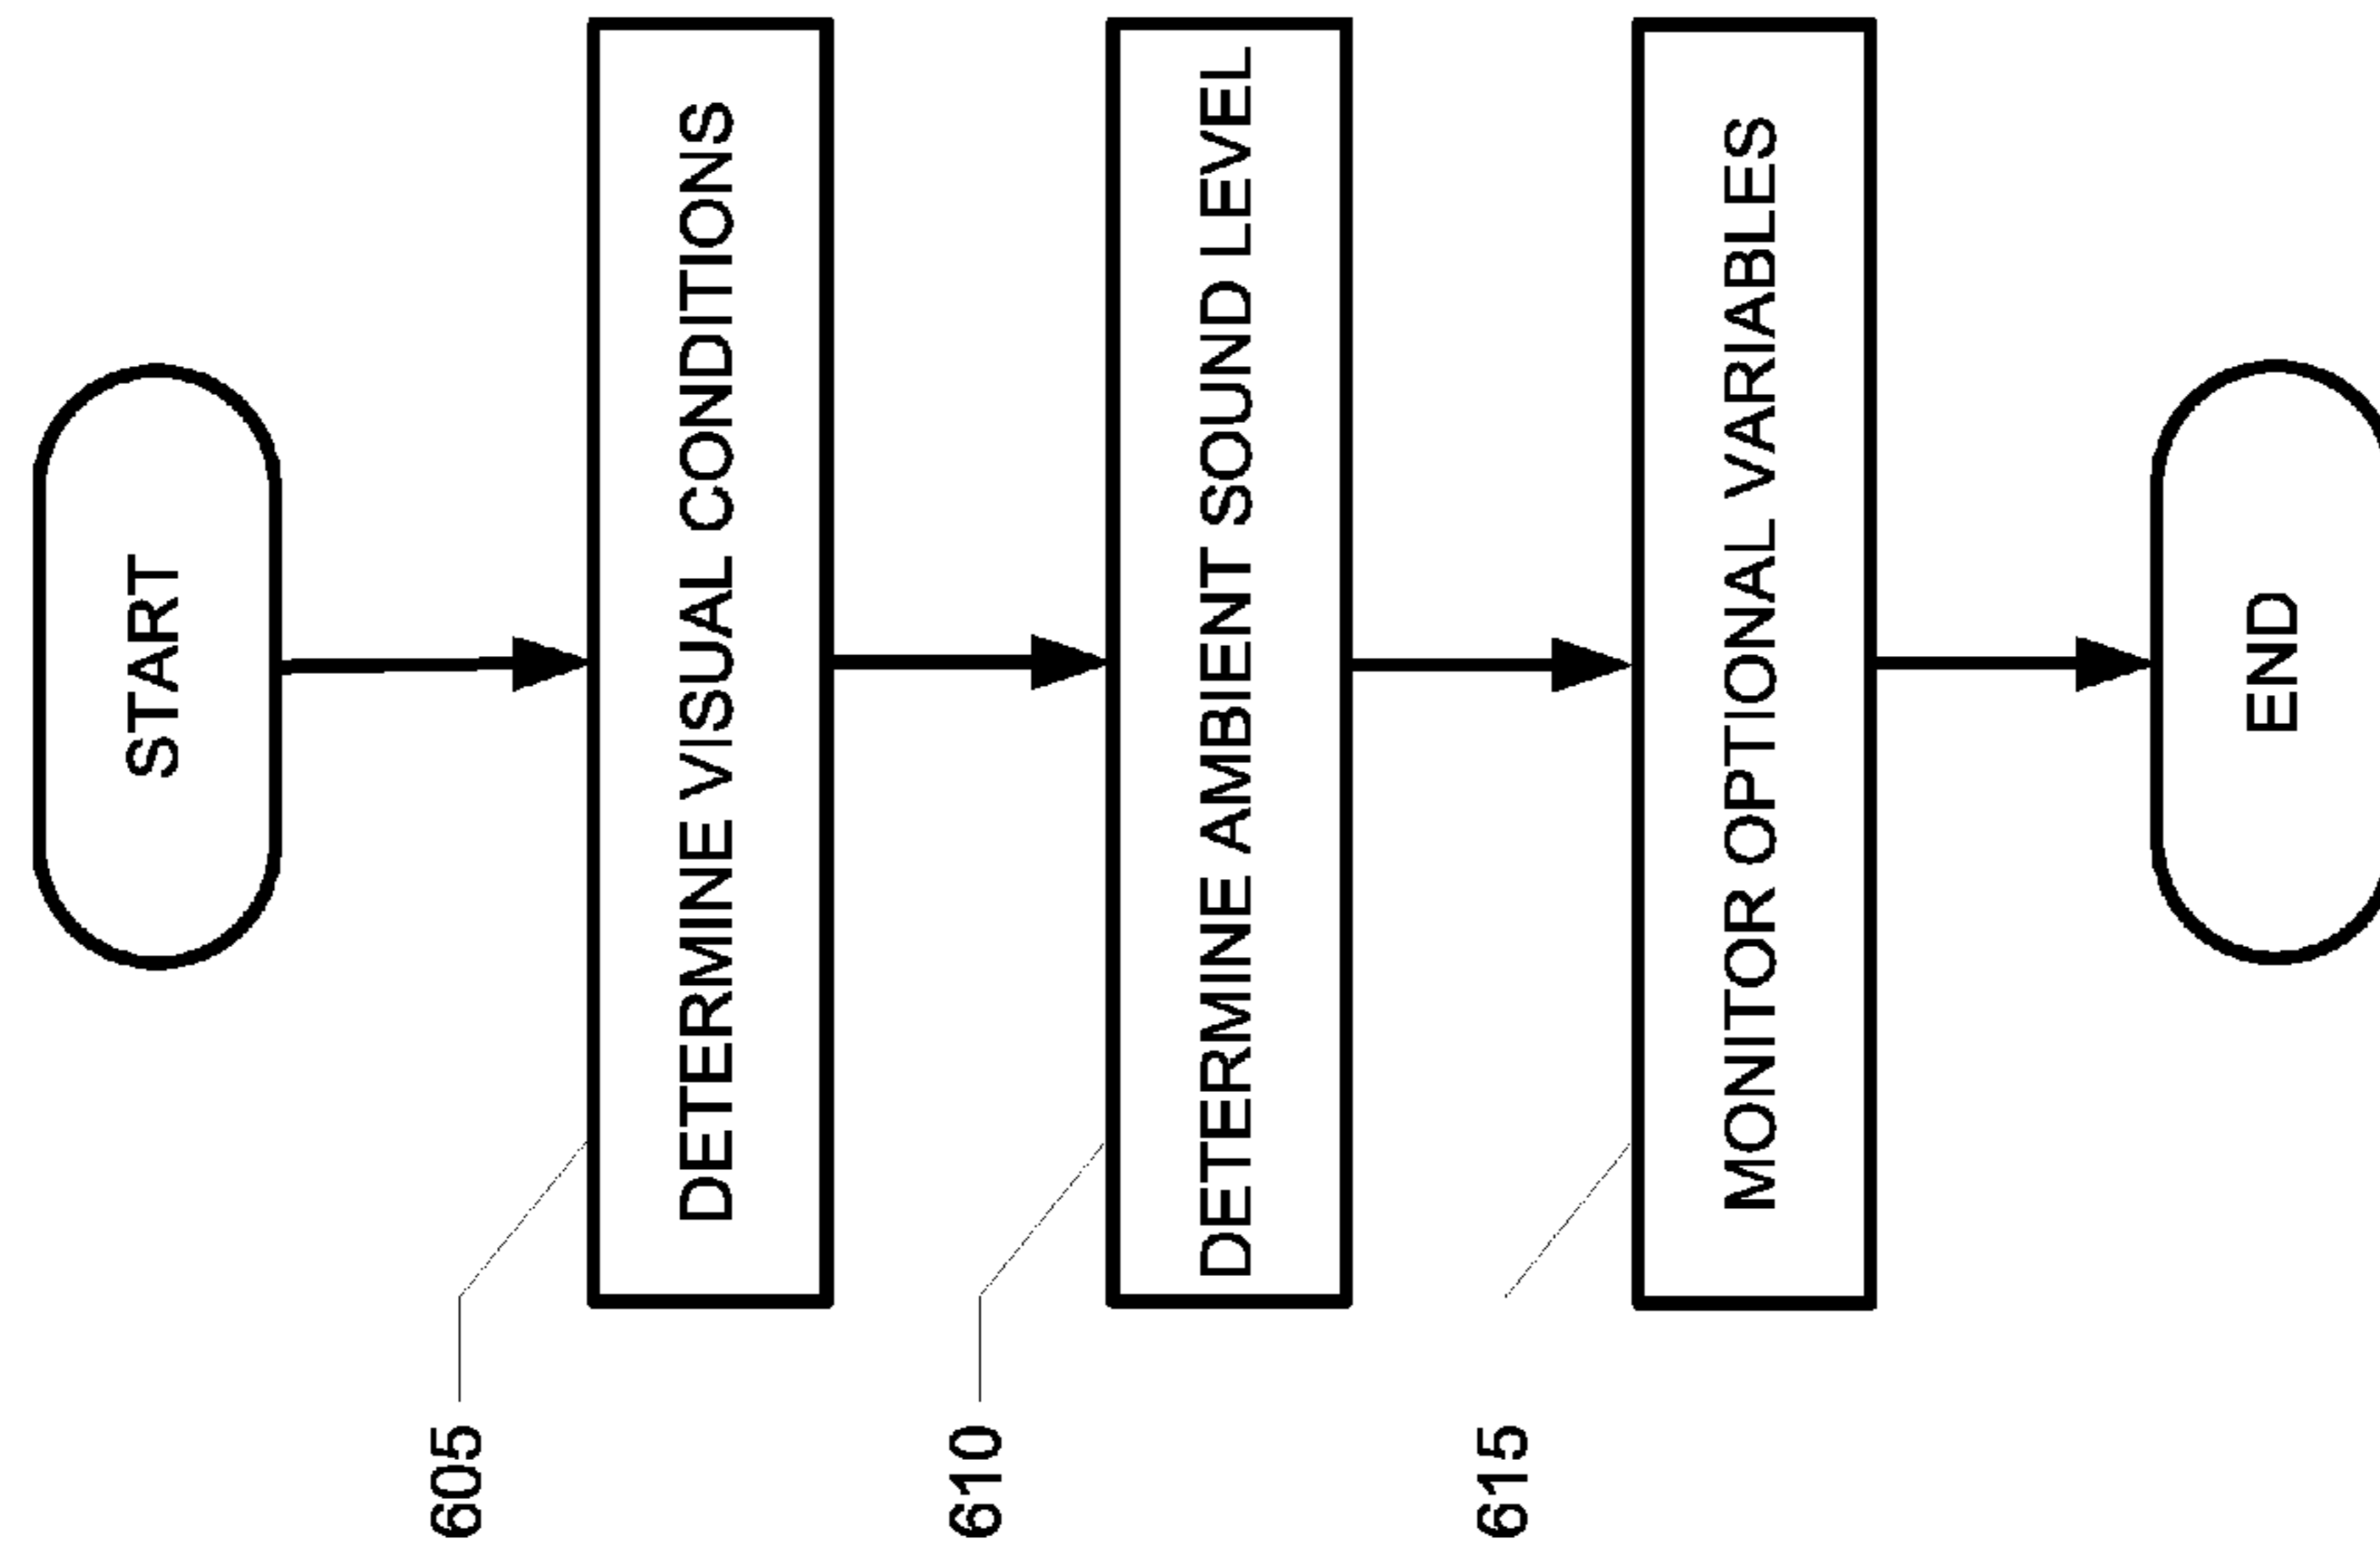 START
605
DETERMINE VISUAL CONDITIONS
610
DETERMINE AMBIENT SOUND LEVEL
615
MONITOR OPTIONAL VARIABLES
END